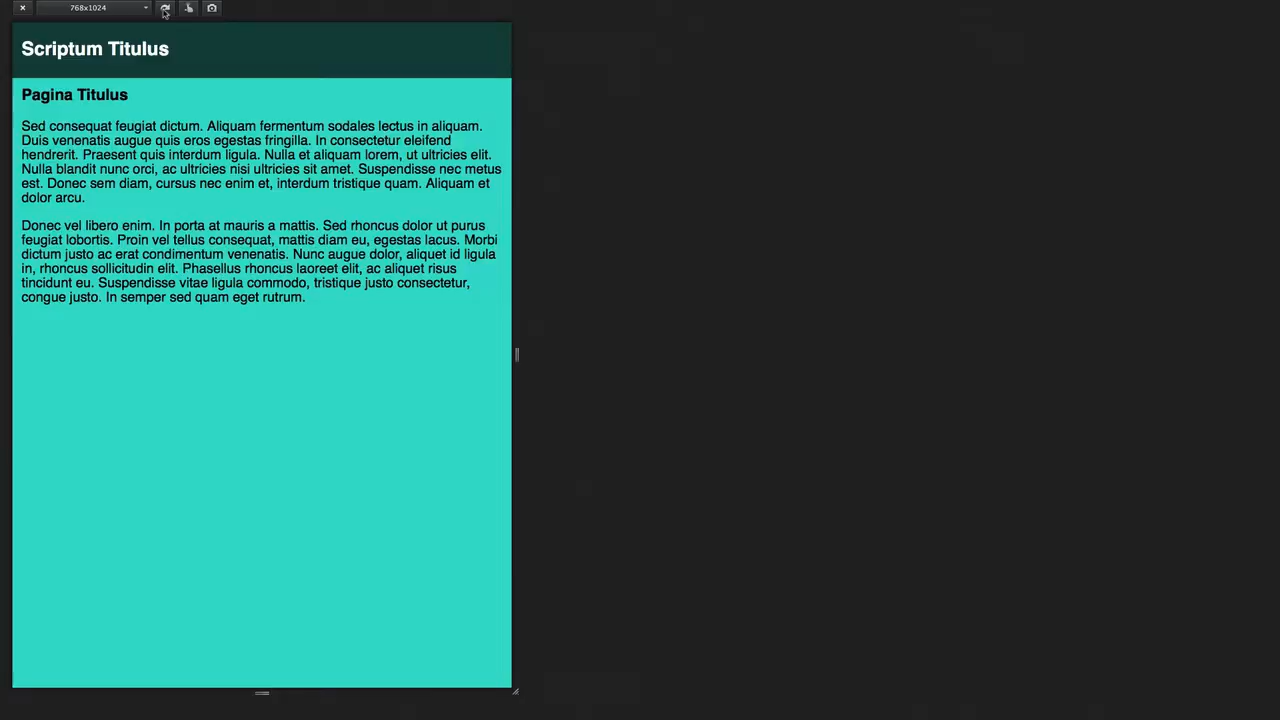 768x1024
Scriptum Titulus
Pagina Titulus
Sed consequat feugiat dictum. Aliquam fermentum sodales lectus in aliquam.
Duis venenatis augue quis eros egestas fringilla. In consectetur eleifend
hendrerit. Praesent quis interdum ligula. Nulla et aliquam lorem, ut ultricies elit.
Nulla blandit nunc orci, ac ultricies nisi ultricies sit amet. Suspendisse nec metus
est. Donec sem diam, cursus nec enim et, interdum tristique quam. Aliquam et
dolor arcu.
Donec vel libero enim. In porta at mauris a mattis. Sed rhoncus dolor ut purus
feugiat lobortis. Proin vel tellus consequat, mattis diam eu, egestas lacus. Morbi
dictum justo ac erat condimentum venenatis. Nunc augue dolor, aliquet id ligula
in, rhoncus sollicitudin elit. Phasellus rhoncus laoreet elit, ac aliquet risus
tincidunt eu. Suspendisse vitae ligula commodo, tristique justo consectetur,
congue justo. In semper sed quam eget rutrum.